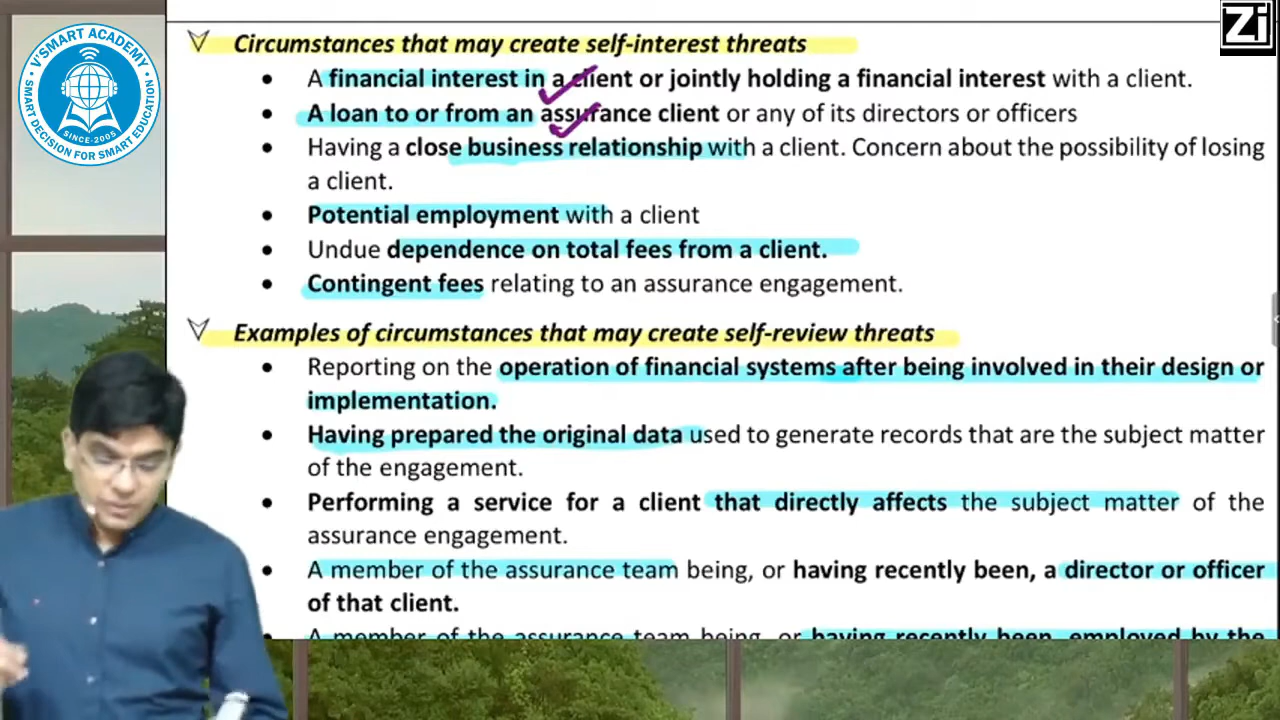 V'SMART ACADEMY
SMART DECISION FOR SMART EDUCATION
SINCE-2005
Zi
Circumstances that may create self-interest threats
A financial interest in a client or jointly holding a financial interest with a client.
A loan to or from an assurance client or any of its directors or officers
Having a close business relationship with a client. Concern about the possibility of losing
a client.
Potential employment with a client
Undue dependence on total fees from a client.
Contingent fees relating to an assurance engagement.
Examples of circumstances that may create self-review threats
Reporting on the operation of financial systems after being involved in their design or
implementation.
Having prepared the original data used to generate records that are the subject matter
of the engagement.
Performing a service for a client that directly affects the subject matter of the
assurance engagement.
A member of the assurance team being, or having recently been, a director or officer
of that client.
A member of the assurance team being, or having recently been, employed by the